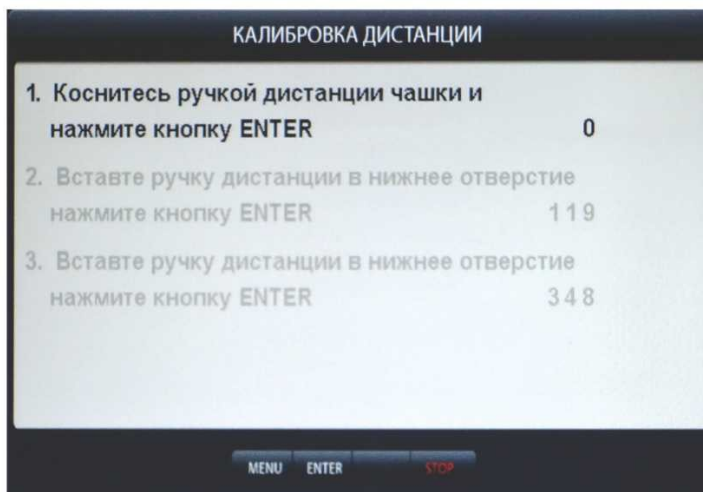 КАЛИБРОВКА ДИСТАНЦИИ
1. Коснитесь ручкой дистанции чашки и
нажмите кнопку ENTER 0
2. Вставте ручку дистанции в нижнее отверстие
нажмите кнопку ENTER 119
3. Вставте ручку дистанции в нижнее отверстие
нажмите кнопку ENTER 348
MENU ENTER STOP